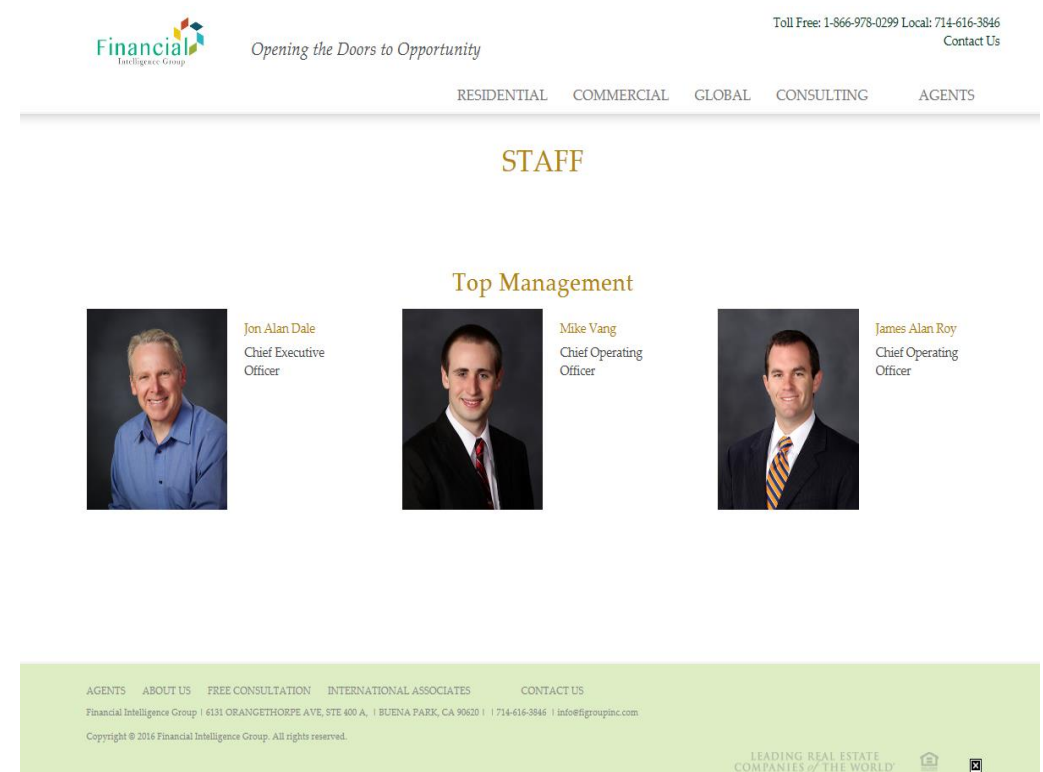 Toll Free: 1-866-978-0299 Local: 714-616-3846
Contact Us
Financial
Intelligence Group
Opening the Doors to Opportunity
RESIDENTIAL COMMERCIAL GLOBAL CONSULTING AGENTS
STAFF
Top Management
Jon Alan Dale
Chief Executive
Officer
Mike Vang
Chief Operating
Officer
James Alan Roy
Chief Operating
Officer
AGENTS ABOUT US FREE CONSULTATION INTERNATIONAL ASSOCIATES CONTACT US
Financial Intelligence Group | 6131 ORANGETHORPE AVE, STE 400 A, | BUENA PARK, CA 90620 | | 714-616-3846 | info@figroupinc.com
Copyright © 2016 Financial Intelligence Group. All rights reserved.
LEADING REAL ESTATE
COMPANIES of THE WORLD